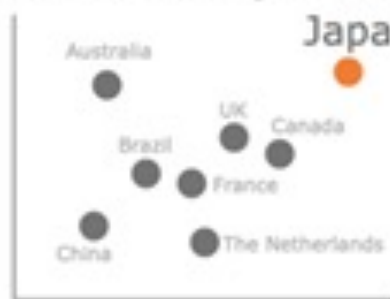 Japa
Australia
UK
Canada
Brazil
France
China
The Netherlands